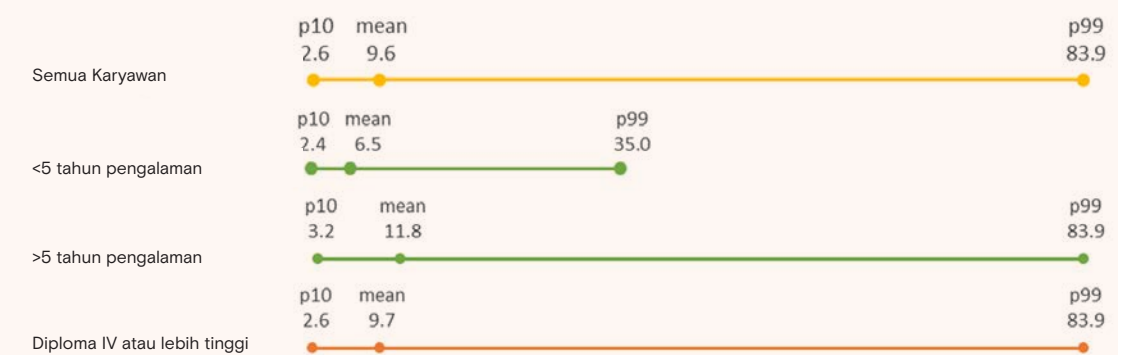 p10 mean p99
2.6 9.6 83.9
Semua Karyawan
p10 mean p99
2.4 6.5 35.0
<5 tahun pengalaman
p10 mean p99
3.2 11.8 83.9
>5 tahun pengalaman
p10 mean p99
2.6 9.7 83.9
Diploma IV atau lebih tinggi